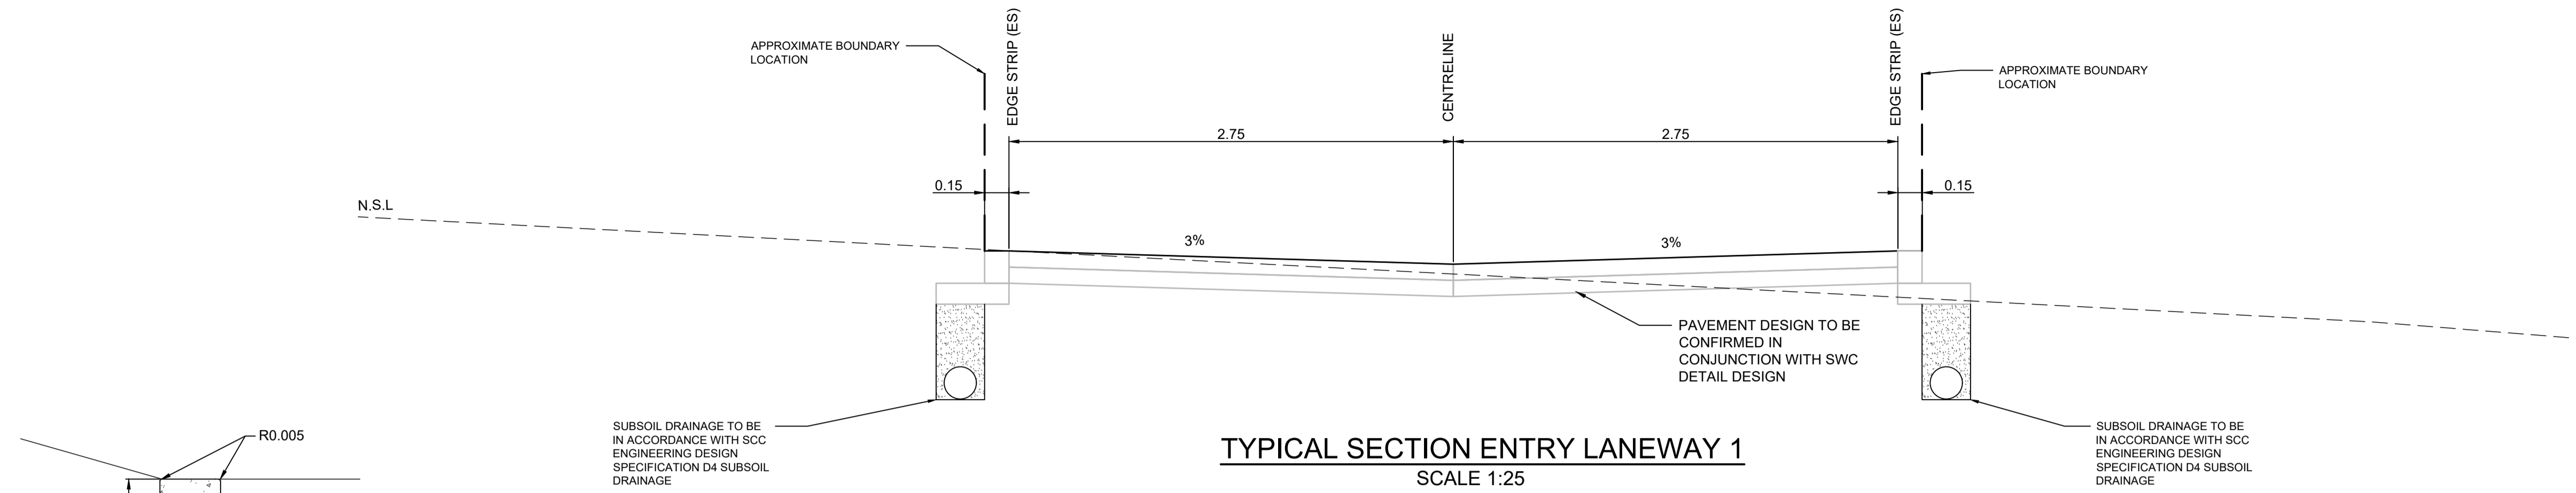 APPROXIMATE BOUNDARY
LOCATION
EDGE STRIP (ES)
CENTRELINE
EDGE STRIP (ES)
APPROXIMATE BOUNDARY
LOCATION
2.75
2.75
0.15
0.15
N.S.L
3%
3%
PAVEMENT DESIGN TO BE
CONFIRMED IN
CONJUNCTION WITH SWC
DETAIL DESIGN
SUBSOIL DRAINAGE TO BE
IN ACCORDANCE WITH SCC
ENGINEERING DESIGN
SPECIFICATION D4 SUBSOIL
DRAINAGE
SUBSOIL DRAINAGE TO BE
IN ACCORDANCE WITH SCC
ENGINEERING DESIGN
SPECIFICATION D4 SUBSOIL
DRAINAGE
R0.005
TYPICAL SECTION ENTRY LANEWAY 1
SCALE 1:25